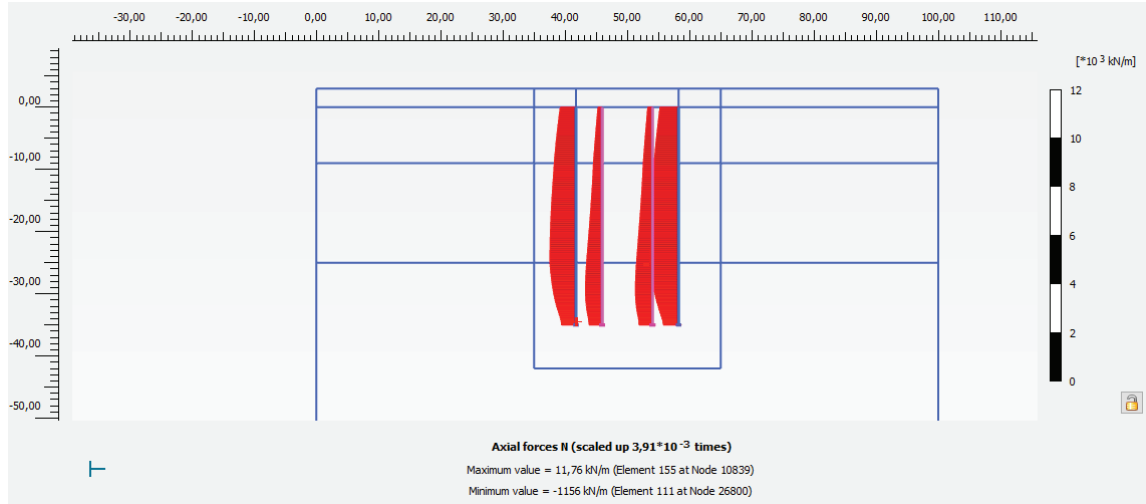 -30,00 -20,00 -10,00 0,00 10,00 20,00 30,00 40,00 50,00 60,00 70,00 80,00 90,00 100,00 110,00
[*10 3 kN/m]
0,00
-10,00
-20,00
-30,00
-40,00
-50,00
12
10
8
6
4
2
0
Axial forces N (scaled up 3,91*10 -3 times)
Maximum value = 11,76 kN/m (Element 155 at Node 10839)
Minimum value = -1156 kN/m (Element 111 at Node 26800)